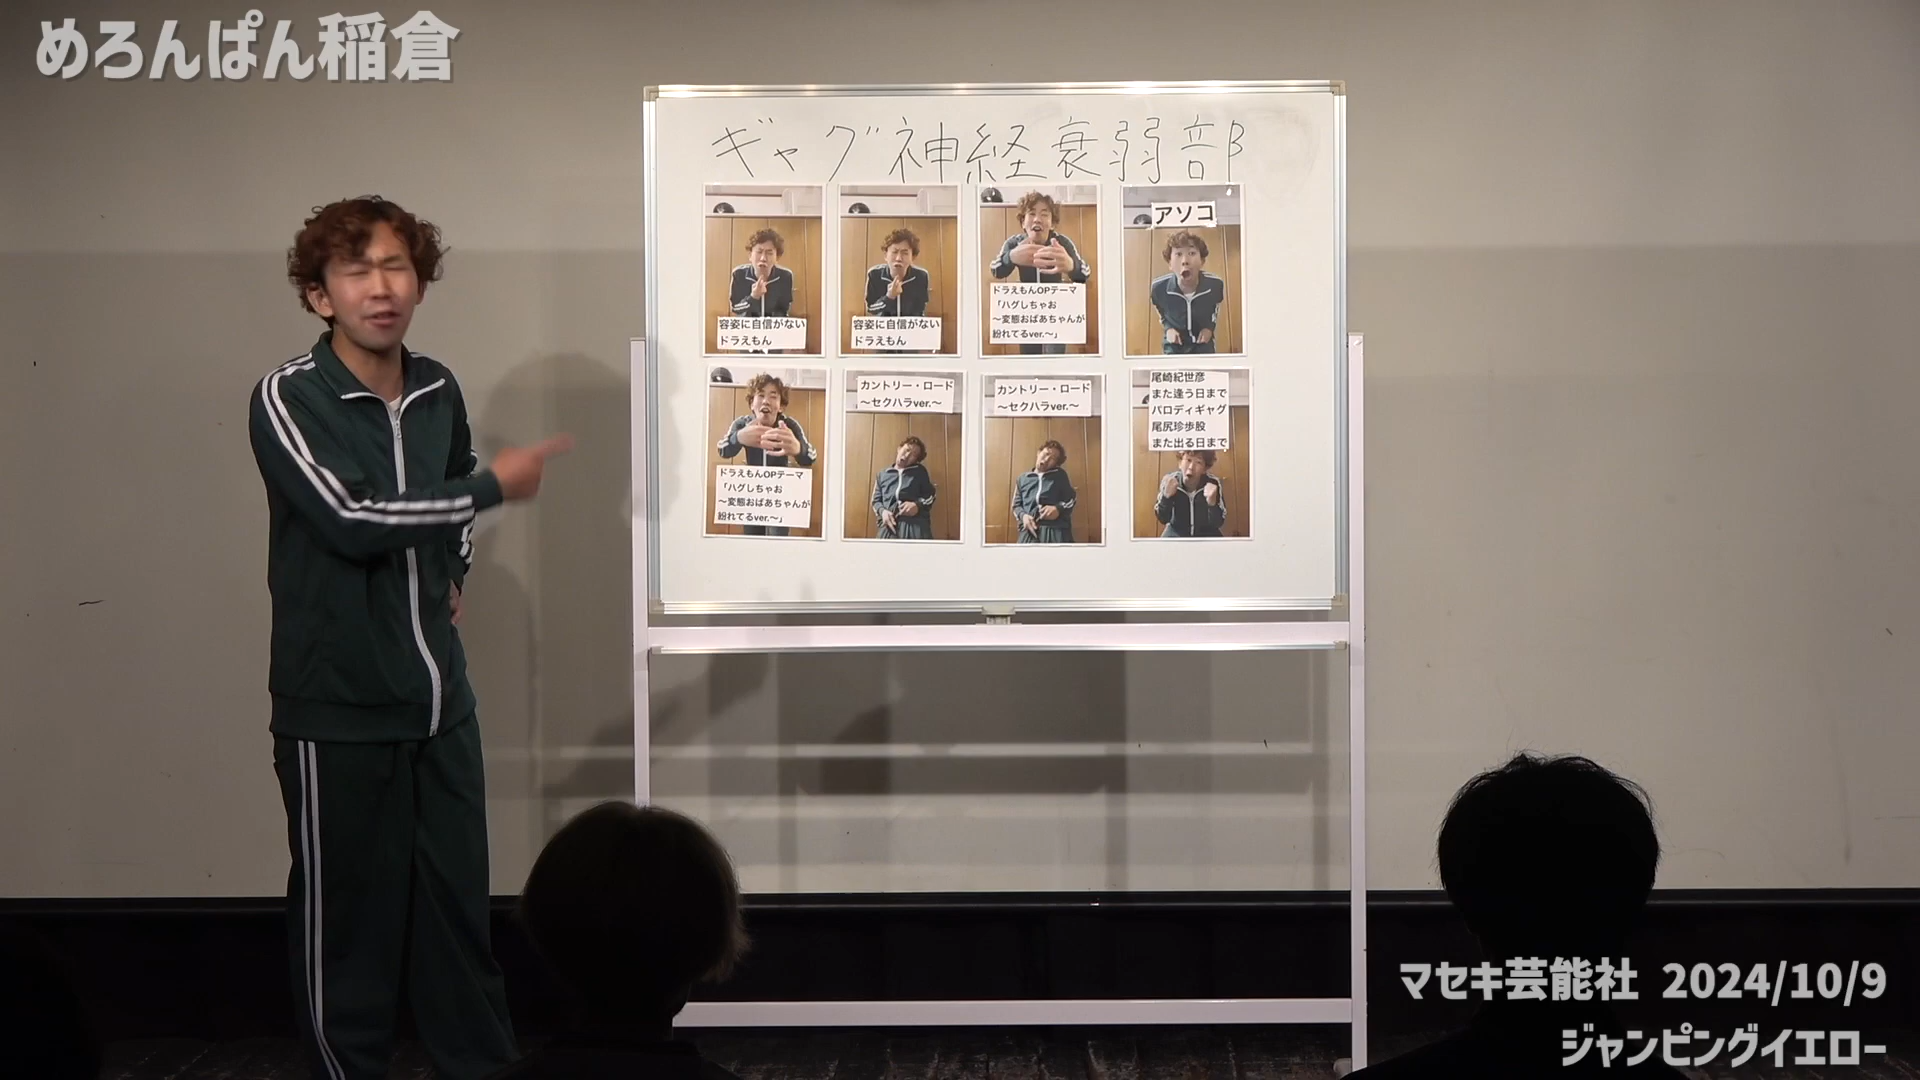 めろんぱん稲倉
ギャグ神経衰弱部
容姿に自信がない
ドラえもん
容姿に自信がない
ドラえもん
ドラえもんOPテーマ
「ハグしちゃお
〜変態おばあちゃんが
紛れてるver.〜」
アソコ
ドラえもんOPテーマ
「ハグしちゃお
〜変態おばあちゃんが
紛れてるver.〜」
カントリー・ロード
〜セクハラver.〜
カントリー・ロード
〜セクハラver.〜
尾崎紀世彦
また逢う日まで
パロディギャグ
尾尻珍歩股
また出る日まで
マセキ芸能社 2024/10/9
ジャンピングイエロー